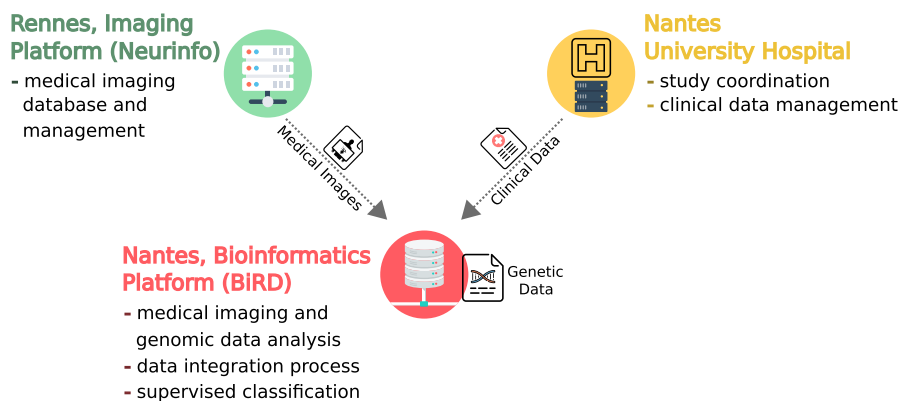 Rennes, Imaging
Platform (Neurinfo)
- medical imaging
database and
management
Nantes
University Hospital
- study coordination
- clinical data management
Medical Images
Clinical Data
Nantes, Bioinformatics
Platform (BiRD)
- medical imaging and
genomic data analysis
- data integration process
- supervised classification
Genetic
Data